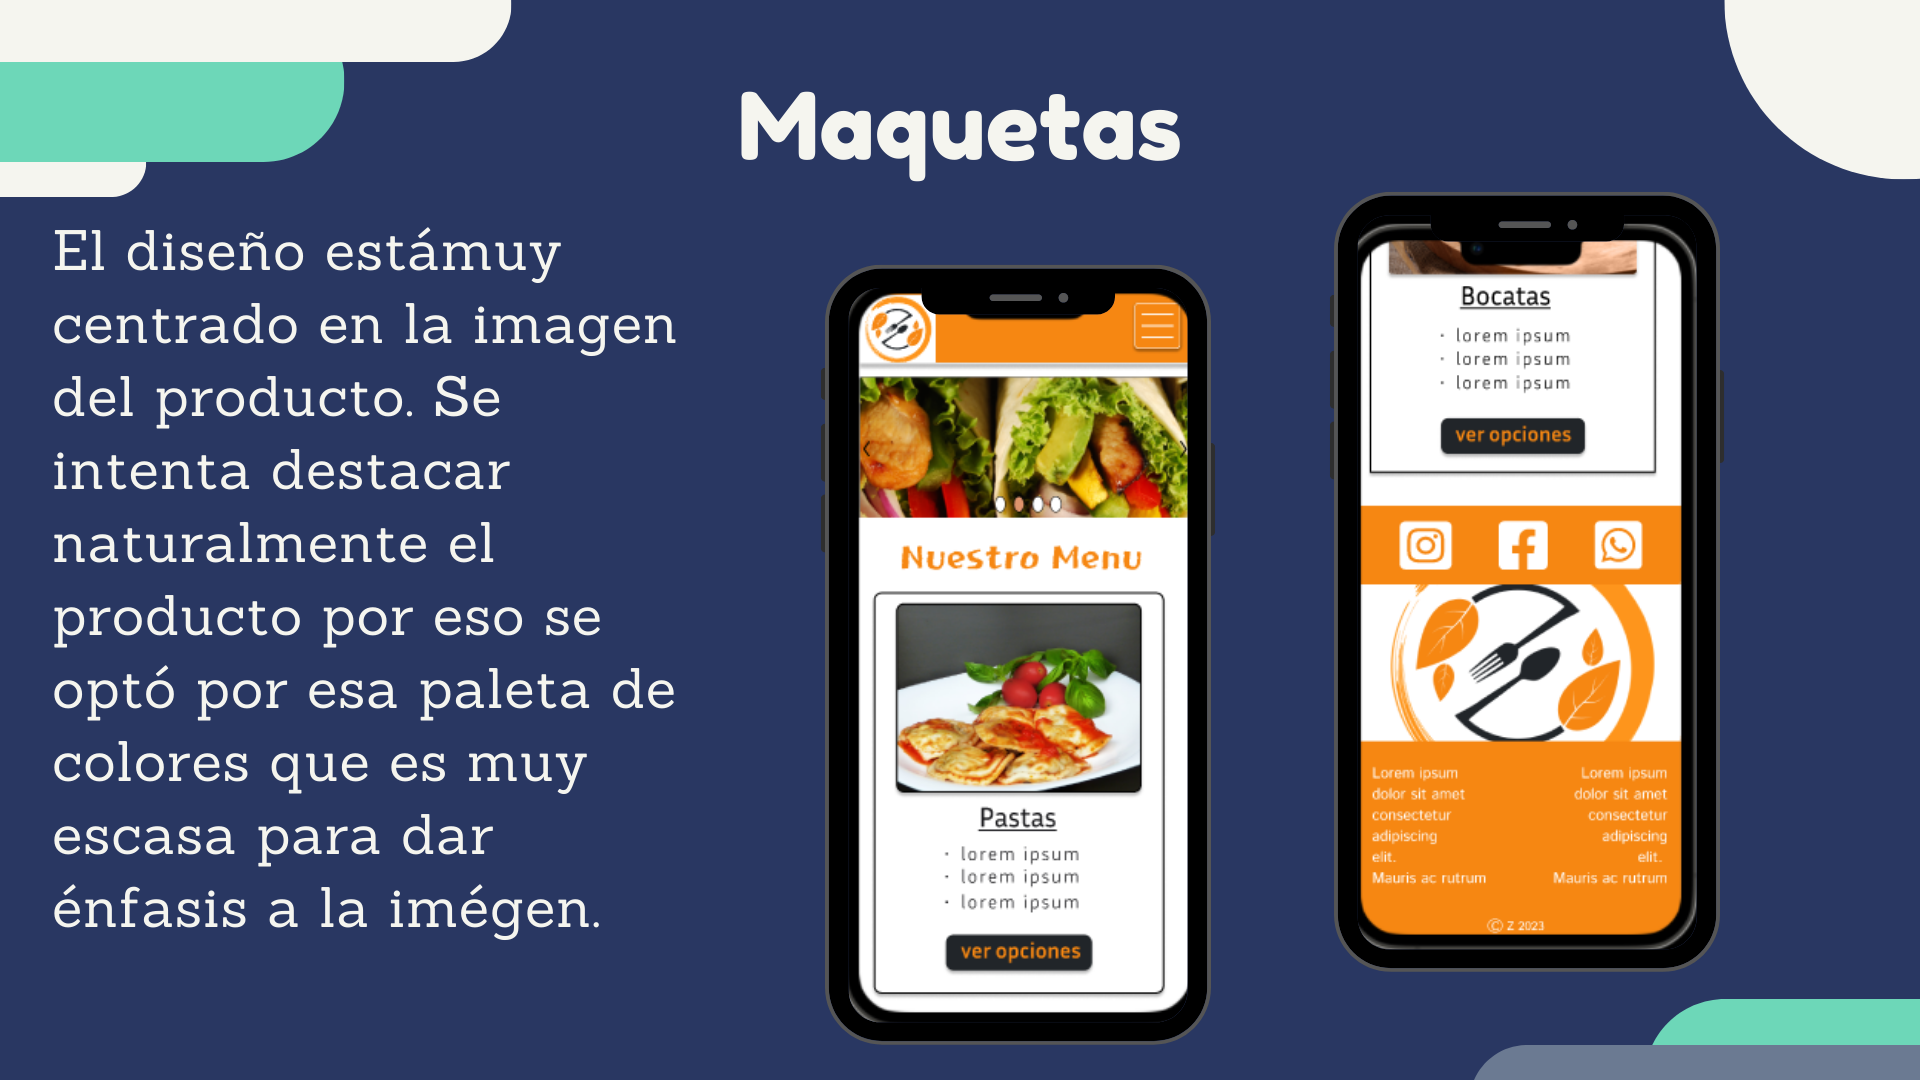 Maquetas
El diseño estámuy
centrado en la imagen
del producto. Se
intenta destacar
naturalmente el
producto por eso se
optó por esa paleta de
colores que es muy
escasa para dar
énfasis a la imégen.
Nuestro Menu
Pastas
· lorem ipsum
· lorem ipsum
· lorem ipsum
ver opciones
Bocatas
· lorem ipsum
· lorem ipsum
· lorem ipsum
ver opciones
Lorem ipsum
dolor sit amet
consectetur
adipiscing
elit.
Mauris ac rutrum
Lorem ipsum
dolor sit amet
consectetur
adipiscing
elit.
Mauris ac rutrum
© Z 2023